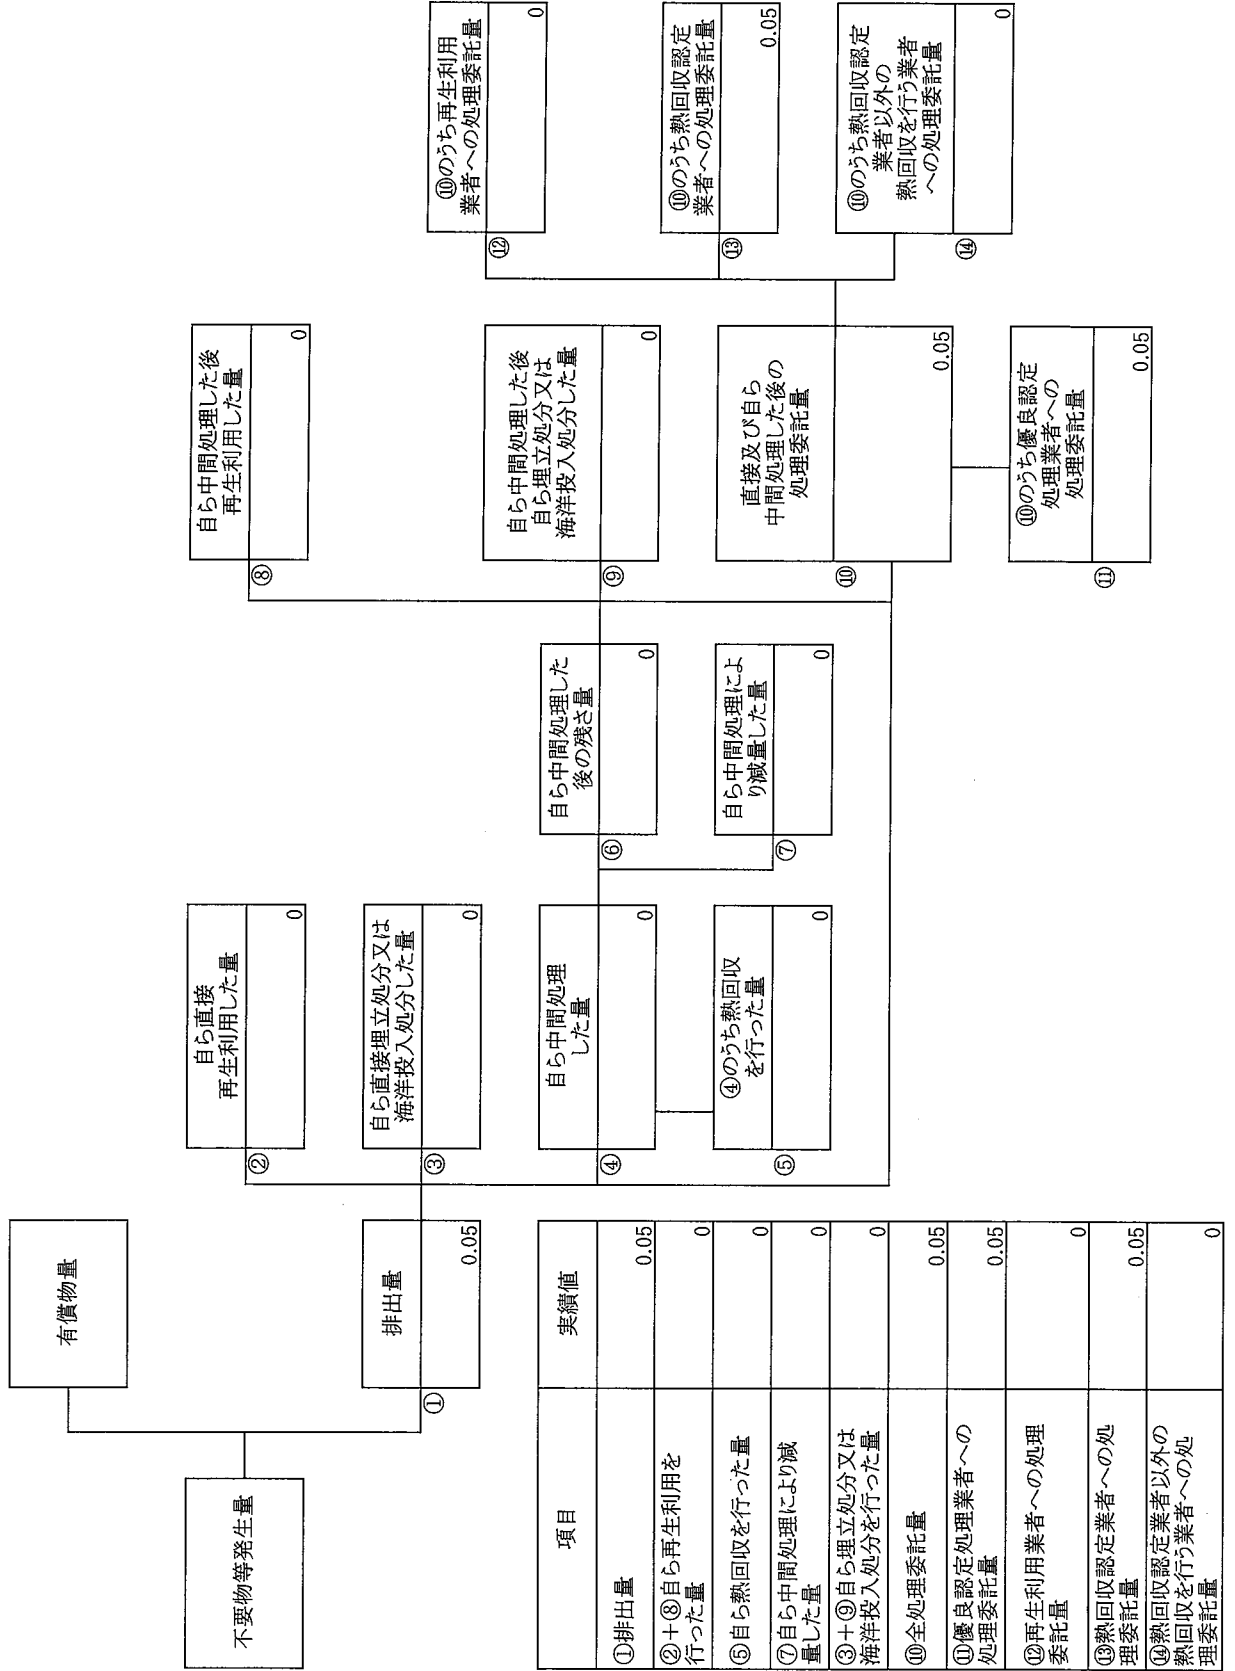 不要物等発生量
有償物量
①
排出量
0.05
②
自ら直接
再生利用した量
0
③
自ら直接埋立処分又は
海洋投入処分した量
0
④
自ら中間処理
した量
0
⑤
④のうち熱回収
を行った量
0
⑥
自ら中間処理した
後の残さ量
0
⑦
自ら中間処理によ
り減量した量
0
⑧
自ら中間処理した後
再生利用した量
0
⑨
自ら中間処理した後
自ら埋立処分又は
海洋投入処分した量
0
⑩
直接及び自ら
中間処理した後の
処理委託量
0.05
⑪
⑩のうち優良認定
処理業者への
処理委託量
0.05
⑫
⑩のうち再生利用
業者への処理委託量
0
⑬
⑩のうち熱回収認定
業者への処理委託量
0.05
⑭
⑩のうち熱回収認定
業者以外の
熱回収を行う業者
への処理委託量
0
項目 実績値
①排出量 0.05
②+⑧自ら再生利用を
行った量 0
⑤自ら熱回収を行った量 0
⑦自ら中間処理により減
量した量 0
③+⑨自ら埋立処分又は
海洋投入処分を行った量 0
⑩全処理委託量 0.05
⑪優良認定処理業者への
処理委託量 0.05
⑫再生利用業者への処理
委託量 0
⑬熱回収認定業者への処
理委託量 0.05
⑭熱回収認定業者以外の
熱回収を行う業者への処
理委託量 0